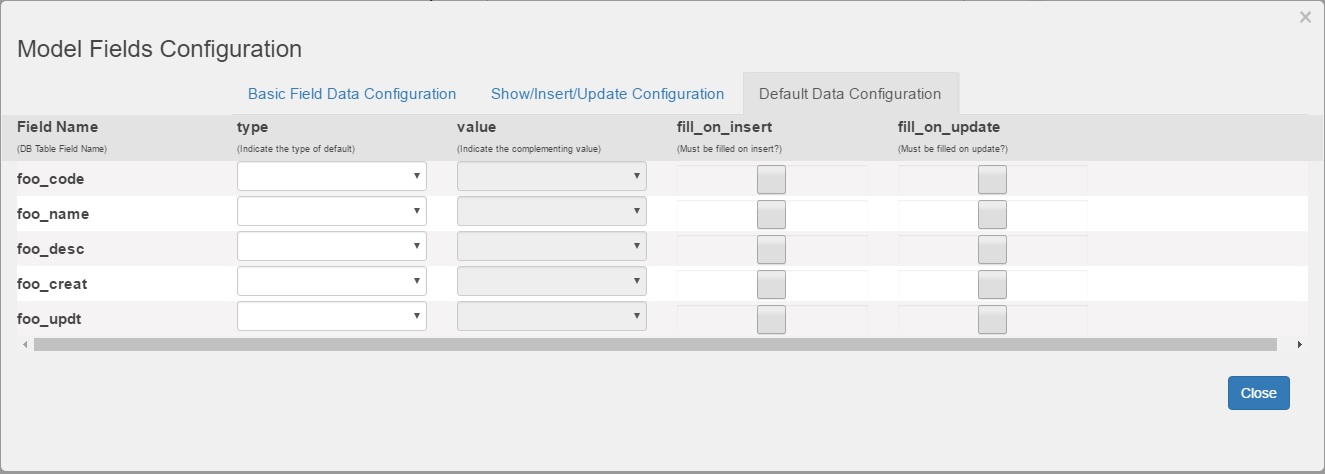 ×
Model Fields Configuration
Basic Field Data Configuration Show/Insert/Update Configuration Default Data Configuration
Field Name type value fill_on_insert fill_on_update
(DB Table Field Name) (Indicate the type of default) (Indicate the complementing value) (Must be filled on insert?) (Must be filled on update?)
foo_code
foo_name
foo_desc
foo_creat
foo_updt
Close